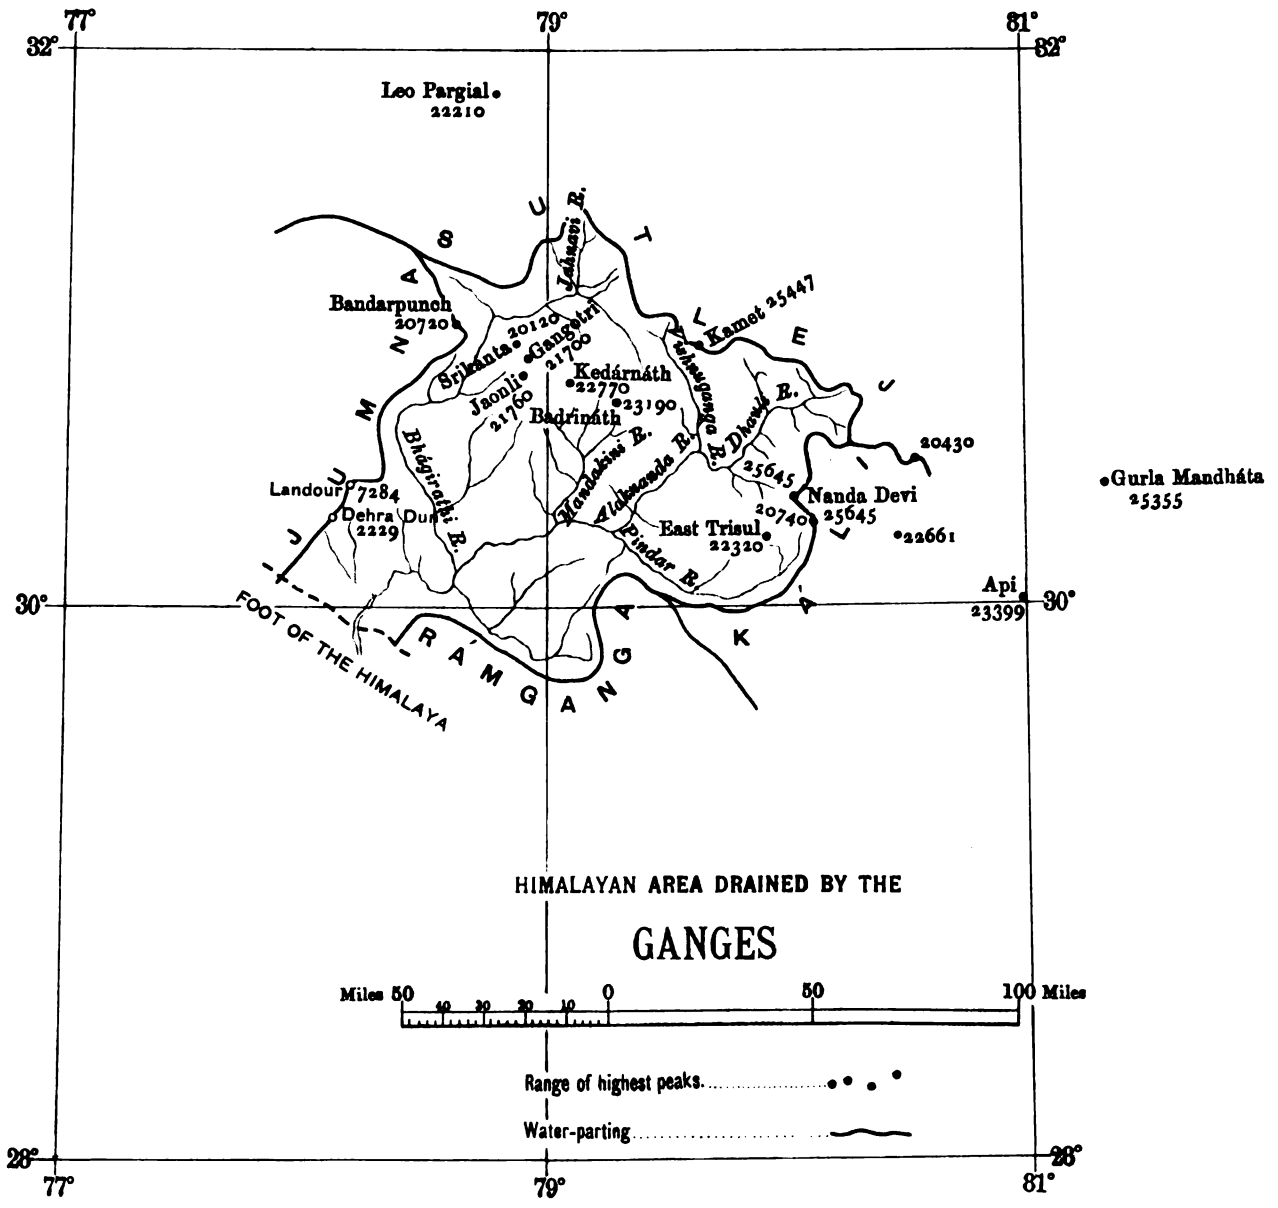 77° 79° 81°
32° 32°
Leo Pargial
22210
S U T L E J
Jahnavi R.
J U M N A
Bandarpunch
20720
Kamet 25447
20120
Srikánta
Gangotri
21700
Jaonli
21760
Kedárnáth
22770
23190
Badrináth
Vishnuganga R.
Dhauli R.
Bhágirathi R.
Mandakini R.
Alaknanda R.
20430
25645
Nanda Devi
Gurla Mandháta
25355
Landour 7284
Dehra Dun
2229
20740 25645
East Trisul
22320
22661
Pindar R.
Api
23399
30° 30°
K Á L I
FOOT OF THE HIMALAYA
R Á M G A N G A
HIMALAYAN AREA DRAINED BY THE
GANGES
Miles 50 40 30 20 10 0 50 100 Miles
Range of highest peaks
Water-parting
28° 28°
77° 79° 81°